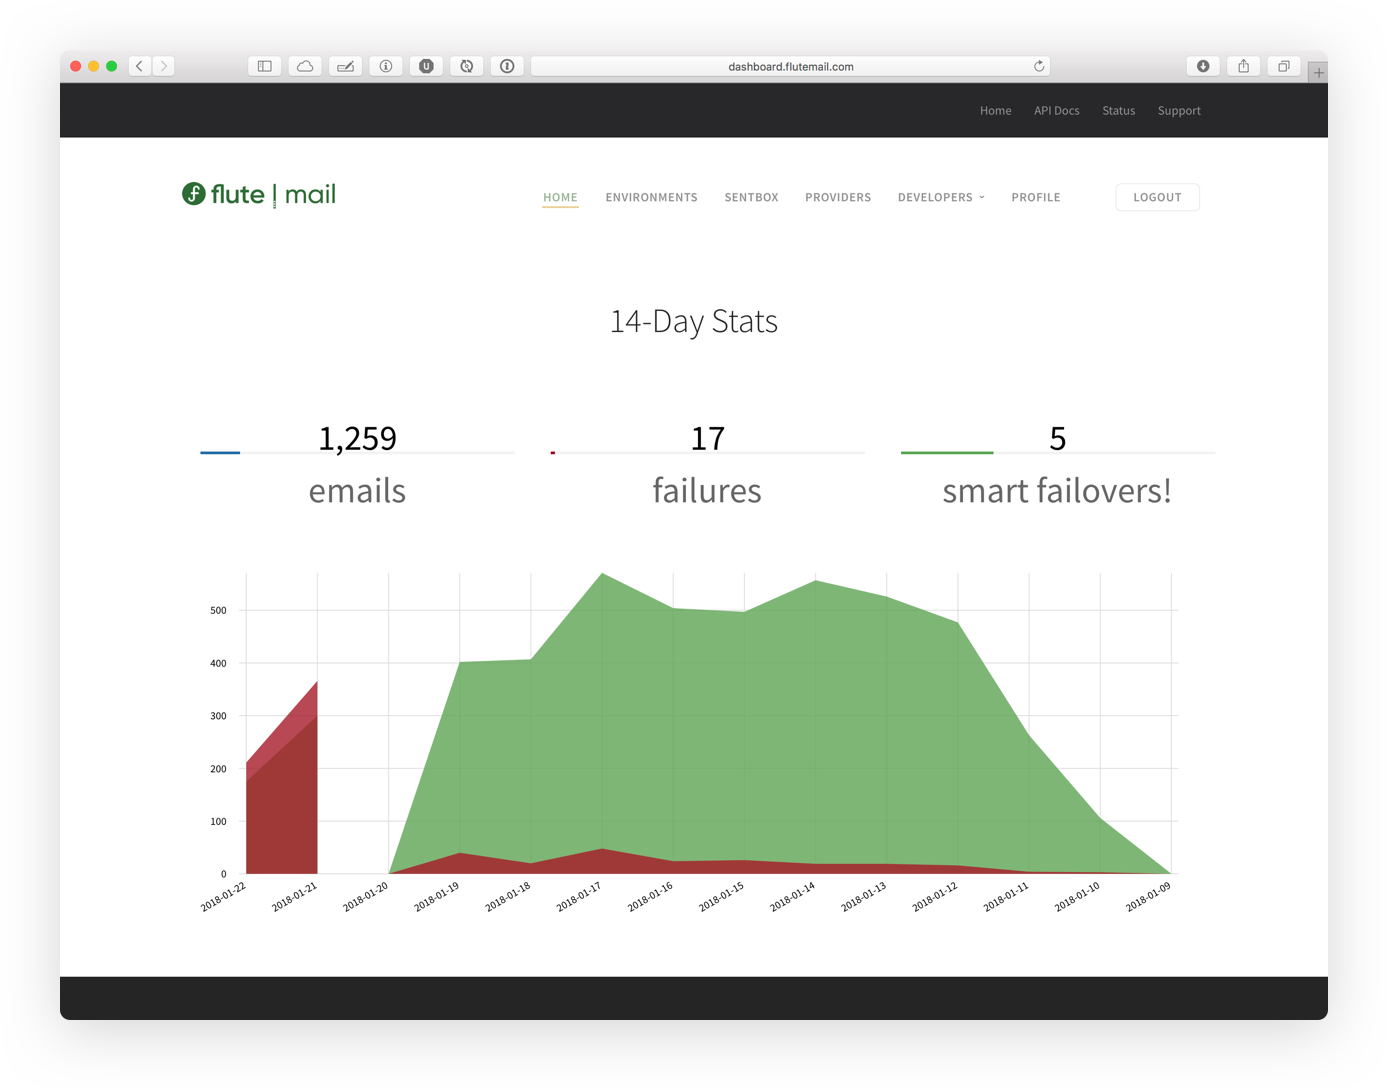 dashboard.flutemail.com
Home API Docs Status Support
flute | mail
HOME ENVIRONMENTS SENTBOX PROVIDERS DEVELOPERS PROFILE LOGOUT
14-Day Stats
1,259 17 5
emails failures smart failovers!
500
400
300
200
100
0
2018-01-22 2018-01-21 2018-01-20 2018-01-19 2018-01-18 2018-01-17 2018-01-16 2018-01-15 2018-01-14 2018-01-13 2018-01-12 2018-01-11 2018-01-10 2018-01-09